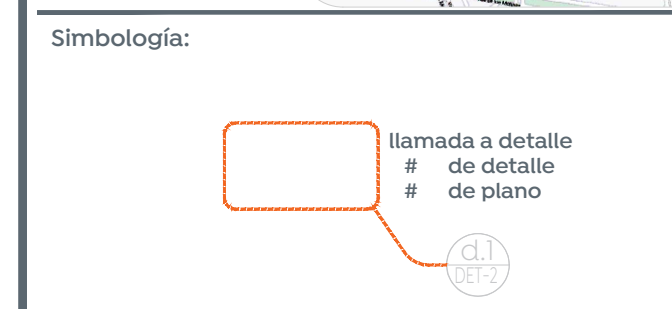 Simbología:
llamada a detalle
# de detalle
# de plano
d.1
DET-2